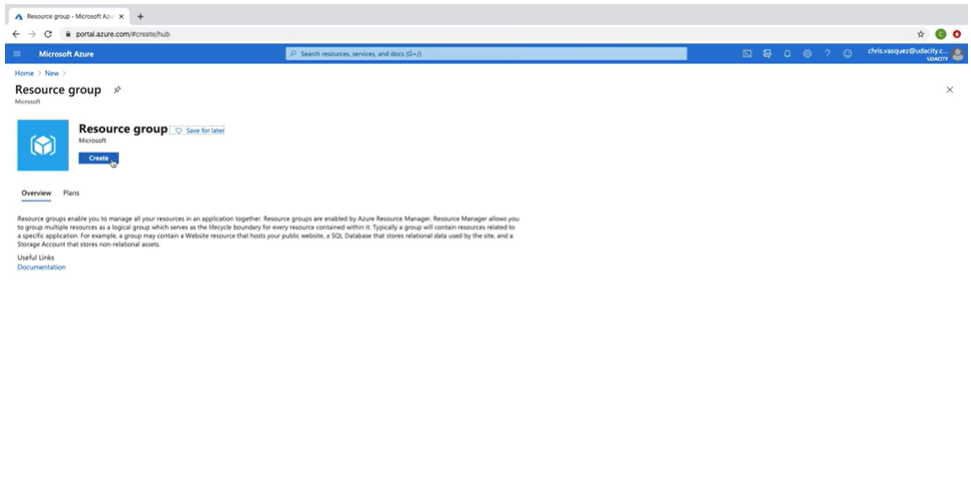 Resource group - Microsoft Azu
portal.azure.com/#create/hub
Microsoft Azure
Search resources, services, and docs (G+/)
chris.vasquez@udacity.c...
UDACITY
Home > New >
Resource group
Microsoft
Resource group
Save for later
Microsoft
Create
Overview Plans
Resource groups enable you to manage all your resources in an application together. Resource groups are enabled by Azure Resource Manager. Resource Manager allows you
to group multiple resources as a logical group which serves as the lifecycle boundary for every resource contained within it. Typically a group will contain resources related to
a specific application. For example, a group may contain a Website resource that hosts your public website, a SQL Database that stores relational data used by the site, and a
Storage Account that stores non-relational assets.
Useful Links
Documentation